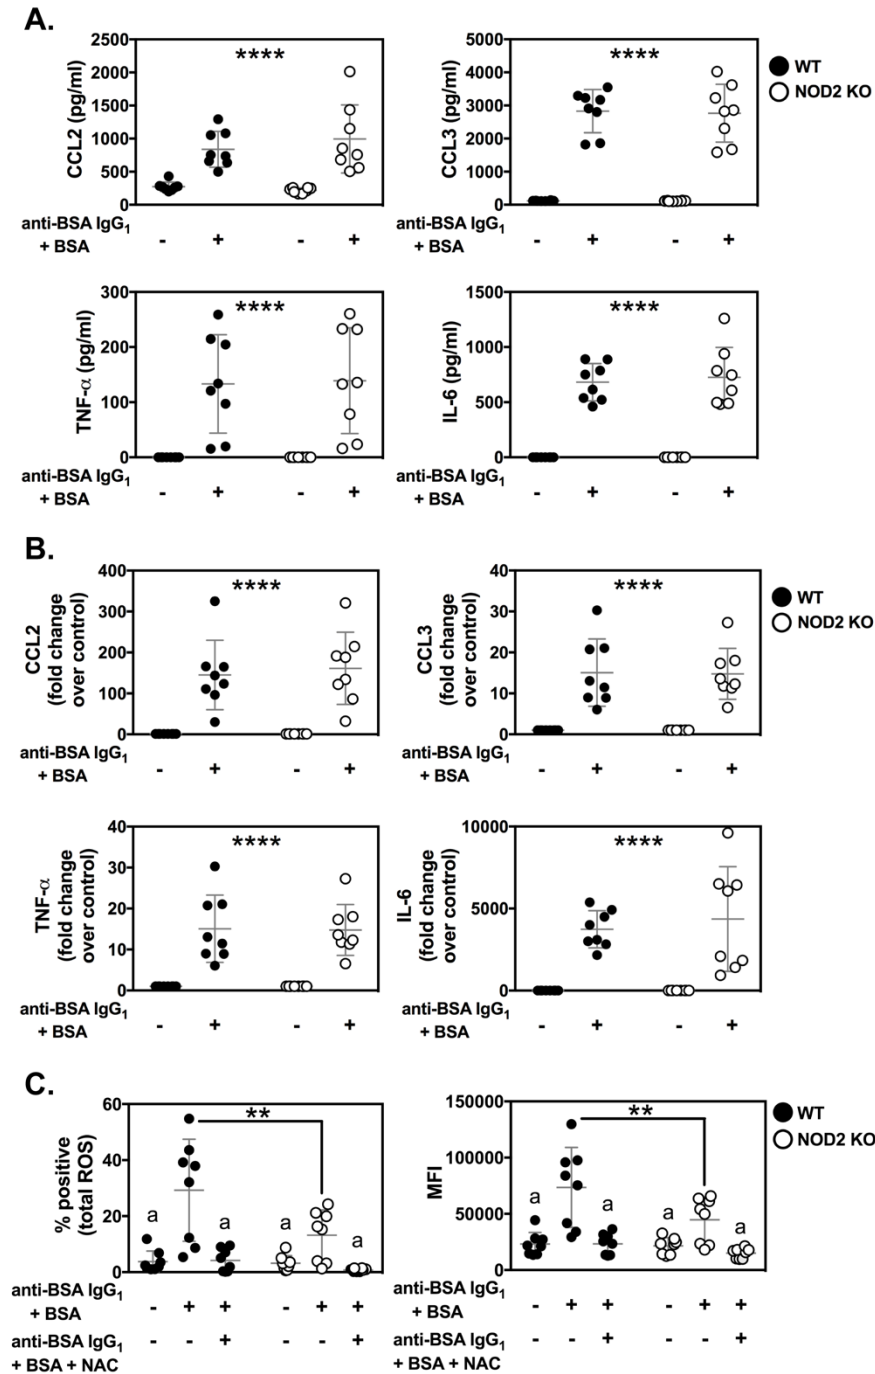 A.
2500
2000
1500
1000
500
0
CCL2 (pg/ml)
****
anti-BSA IgG1
+ BSA
- + - +
5000
4000
3000
2000
1000
0
CCL3 (pg/ml)
****
anti-BSA IgG1
+ BSA
- + - +
WT
NOD2 KO
300
200
100
0
TNF-α (pg/ml)
****
anti-BSA IgG1
+ BSA
- + - +
1500
1000
500
0
IL-6 (pg/ml)
****
anti-BSA IgG1
+ BSA
- + - +
B.
400
300
200
100
0
CCL2
(fold change
over control)
****
anti-BSA IgG1
+ BSA
- + - +
40
30
20
10
0
CCL3
(fold change
over control)
****
anti-BSA IgG1
+ BSA
- + - +
WT
NOD2 KO
40
30
20
10
0
TNF-α
(fold change
over control)
****
anti-BSA IgG1
+ BSA
- + - +
10000
5000
0
IL-6
(fold change
over control)
****
anti-BSA IgG1
+ BSA
- + - +
C.
60
40
20
0
% positive
(total ROS)
**
a a a a
anti-BSA IgG1
+ BSA
- + + - + +
anti-BSA IgG1
+ BSA + NAC
- - + - - +
150000
100000
50000
0
MFI
**
a a a a
anti-BSA IgG1
+ BSA
- + + - + +
anti-BSA IgG1
+ BSA + NAC
- - + - - +
WT
NOD2 KO